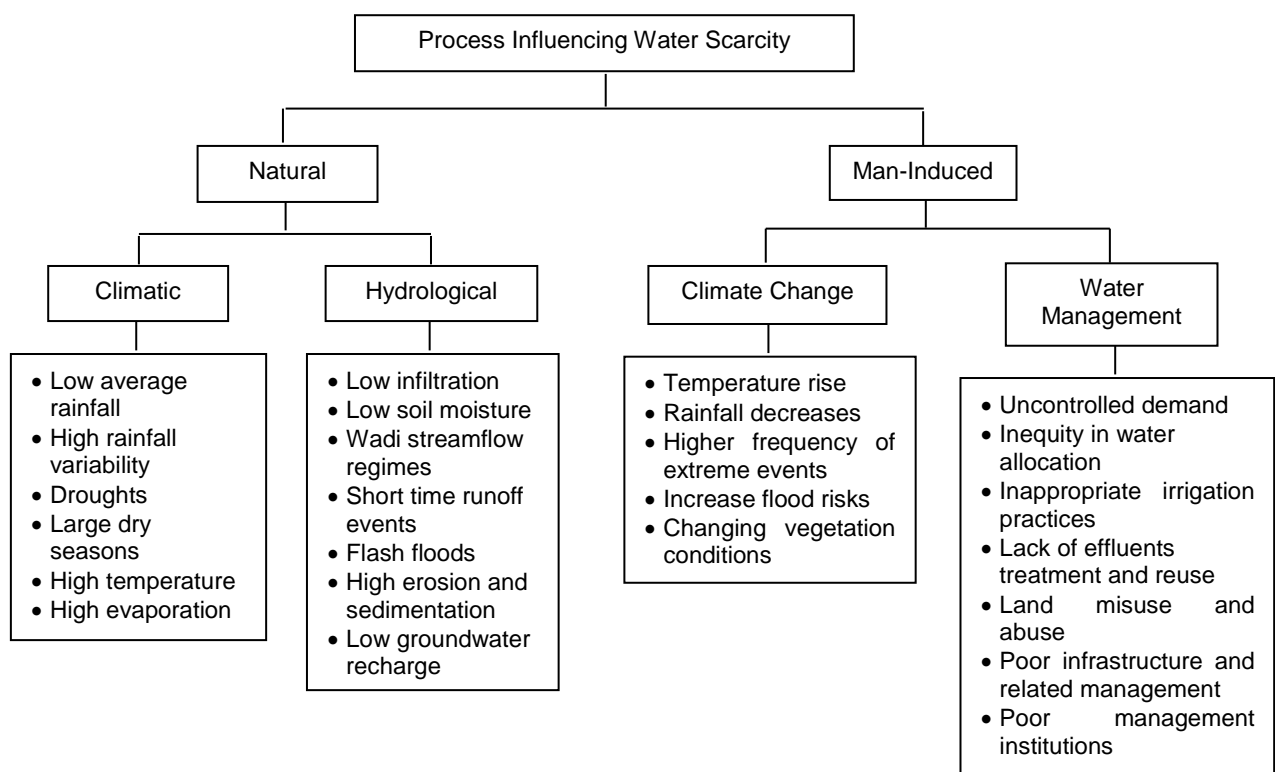 Process Influencing Water Scarcity
Natural
Man-Induced
Climatic
Hydrological
Climate Change
Water
Management
• Low average
rainfall
• High rainfall
variability
• Droughts
• Large dry
seasons
• High temperature
• High evaporation
• Low infiltration
• Low soil moisture
• Wadi streamflow
regimes
• Short time runoff
events
• Flash floods
• High erosion and
sedimentation
• Low groundwater
recharge
• Temperature rise
• Rainfall decreases
• Higher frequency of
extreme events
• Increase flood risks
• Changing vegetation
conditions
• Uncontrolled demand
• Inequity in water
allocation
• Inappropriate irrigation
practices
• Lack of effluents
treatment and reuse
• Land misuse and
abuse
• Poor infrastructure and
related management
• Poor management
institutions